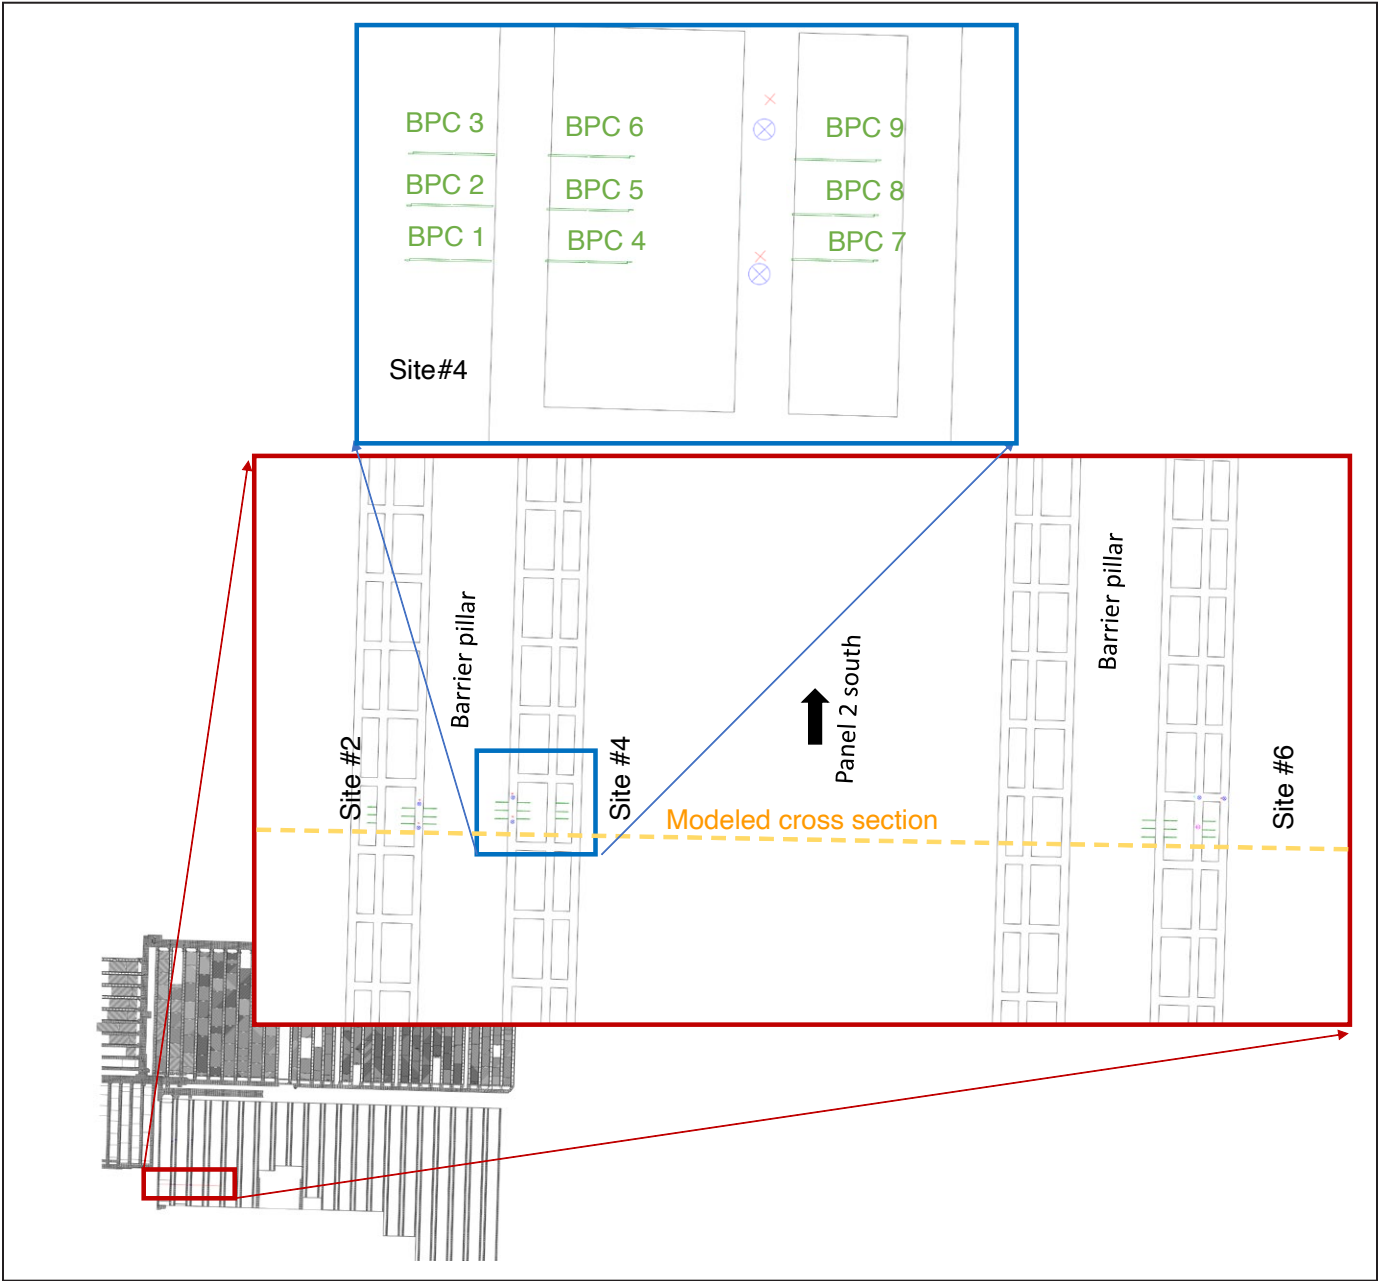 BPC 3
BPC 6
BPC 9
BPC 2
BPC 5
BPC 8
BPC 1
BPC 4
BPC 7
Site#4
Barrier pillar
Barrier pillar
Panel 2 south
Site #2
Site #4
Site #6
Modeled cross section